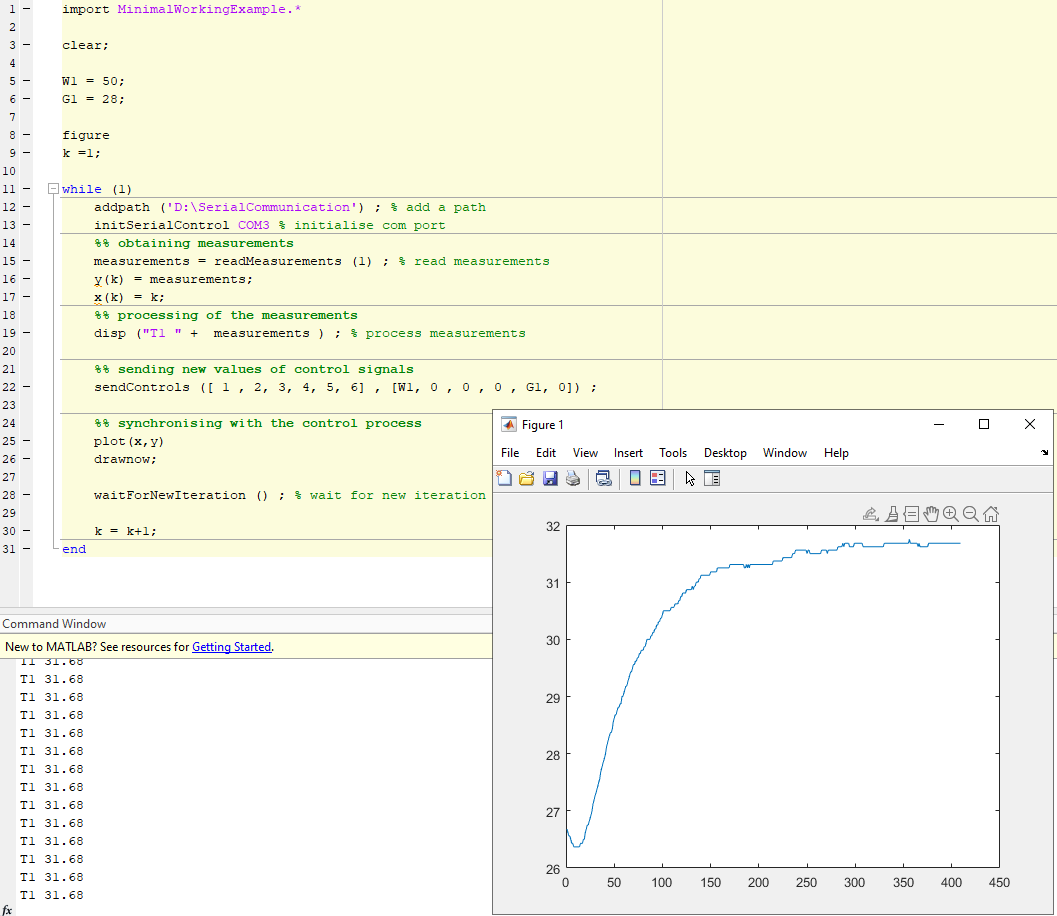 1 import MinimalWorkingExample.*
2
3 clear;
4
5 W1 = 50;
6 G1 = 28;
7
8 figure
9 k =1;
10
11 while (1)
12 addpath ('D:\SerialCommunication') ; % add a path
13 initSerialControl COM3 % initialise com port
14 %% obtaining measurements
15 measurements = readMeasurements (1) ; % read measurements
16 y(k) = measurements;
17 x(k) = k;
18 %% processing of the measurements
19 disp ("T1 " + measurements ) ; % process measurements
20
21 %% sending new values of control signals
22 sendControls ([ 1 , 2, 3, 4, 5, 6] , [W1, 0 , 0 , 0 , G1, 0]) ;
23
24 %% synchronising with the control process
25 plot(x,y)
26 drawnow;
27
28 waitForNewIteration () ; % wait for new iteration
29
30 k = k+1;
31 end
Figure 1
File Edit View Insert Tools Desktop Window Help
32
31
30
29
28
27
26
0 50 100 150 200 250 300 350 400 450
Command Window
New to MATLAB? See resources for Getting Started.
T1 31.68
T1 31.68
T1 31.68
T1 31.68
T1 31.68
T1 31.68
T1 31.68
T1 31.68
T1 31.68
T1 31.68
T1 31.68
T1 31.68
T1 31.68
T1 31.68
fx